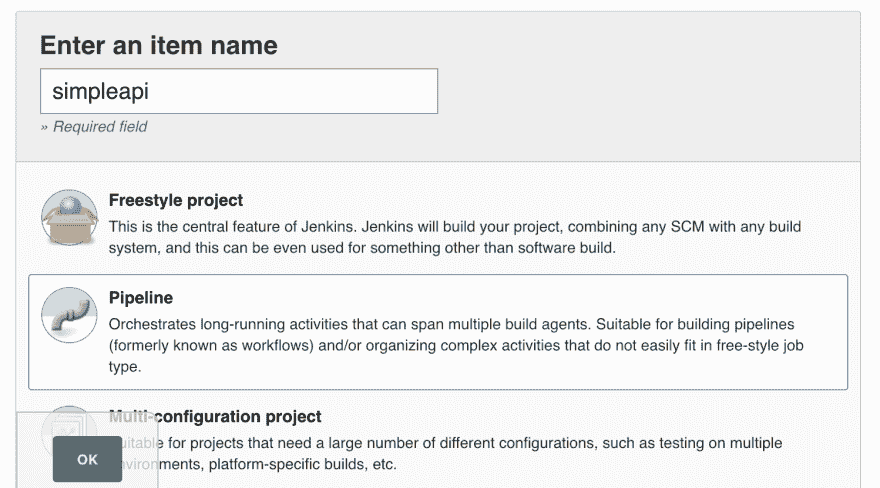 Enter an item name
simpleapi
» Required field
Freestyle project
This is the central feature of Jenkins. Jenkins will build your project, combining any SCM with any build
system, and this can be even used for something other than software build.
Pipeline
Orchestrates long-running activities that can span multiple build agents. Suitable for building pipelines
(formerly known as workflows) and/or organizing complex activities that do not easily fit in free-style job
type.
Multi-configuration project
Suitable for projects that need a large number of different configurations, such as testing on multiple
environments, platform-specific builds, etc.
OK